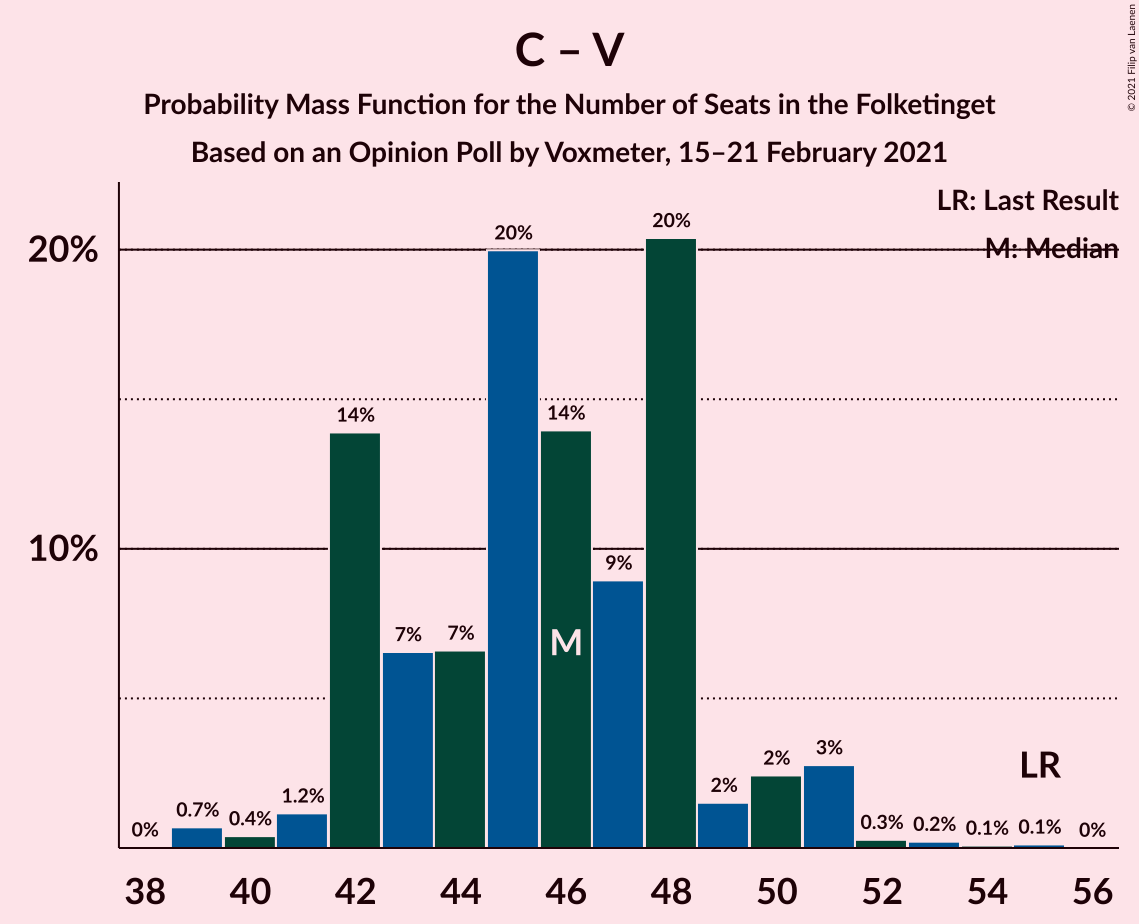 C – V
Probability Mass Function for the Number of Seats in the Folketinget
Based on an Opinion Poll by Voxmeter, 15–21 February 2021
© 2021 Filip van Laenen
LR: Last Result
M: Median
20%
10%
0%
0.7%
0.4%
1.2%
14%
7%
7%
20%
14%
9%
20%
2%
2%
3%
0.3%
0.2%
0.1%
0.1%
0%
M
LR
38 40 42 44 46 48 50 52 54 56